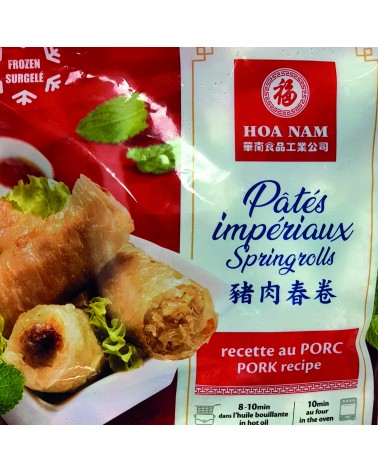 FROZEN
SURGELÉ
福
HOA NAM
華南食品工業公司
Pâtés
impériaux
Springrolls
豬肉春卷
recette au PORC
PORK recipe
8-10min
dans l'huile bouillante
in hot oil
10min
au four
in the oven